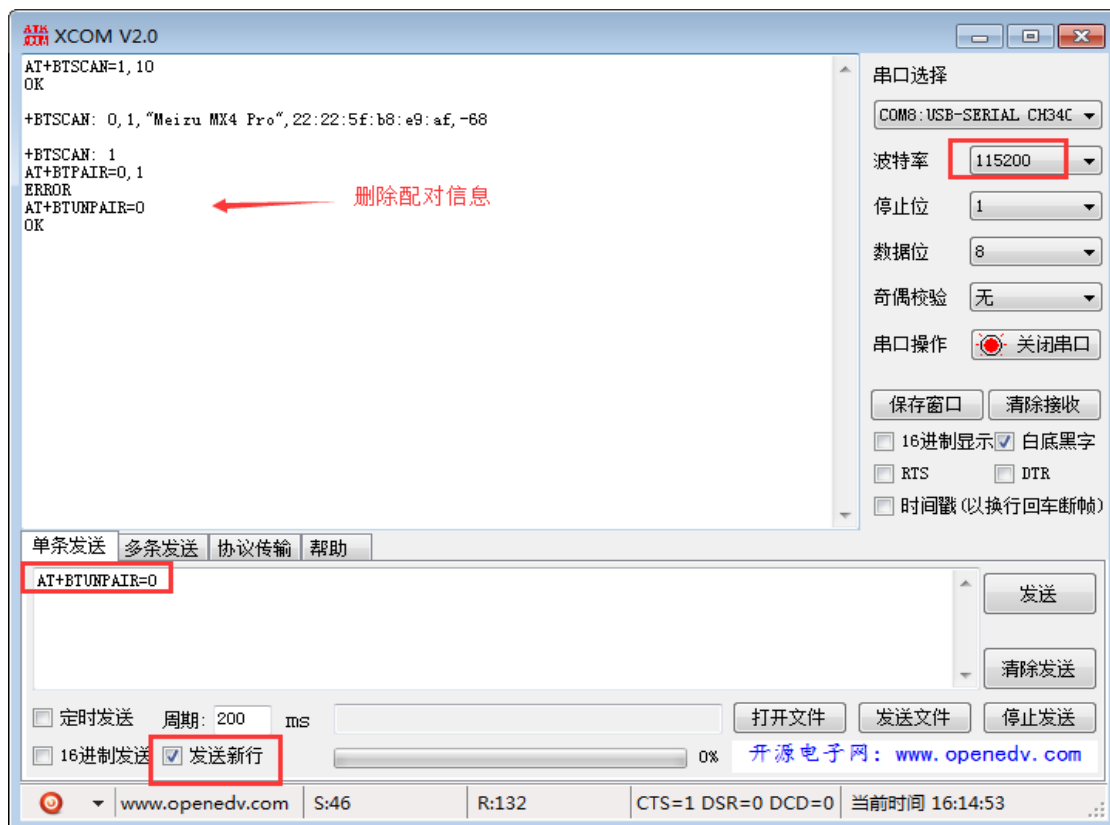 XCOM V2.0
AT+BTSCAN=1,10
OK
+BTSCAN: 0,1,"Meizu MX4 Pro",22:22:5f:b8:e9:af,-68
+BTSCAN: 1
AT+BTPAIR=0,1
ERROR
AT+BTUNPAIR=0
OK
删除配对信息
串口选择
COM8:USB-SERIAL CH34C
波特率 115200
停止位 1
数据位 8
奇偶校验 无
串口操作 关闭串口
保存窗口 清除接收
16进制显示 白底黑字
RTS DTR
时间戳(以换行回车断帧)
单条发送 多条发送 协议传输 帮助
AT+BTUNPAIR=0
发送
清除发送
定时发送 周期: 200 ms 打开文件 发送文件 停止发送
16进制发送 发送新行 0% 开源电子网: www.openedv.com
www.openedv.com S:46 R:132 CTS=1 DSR=0 DCD=0 当前时间 16:14:53